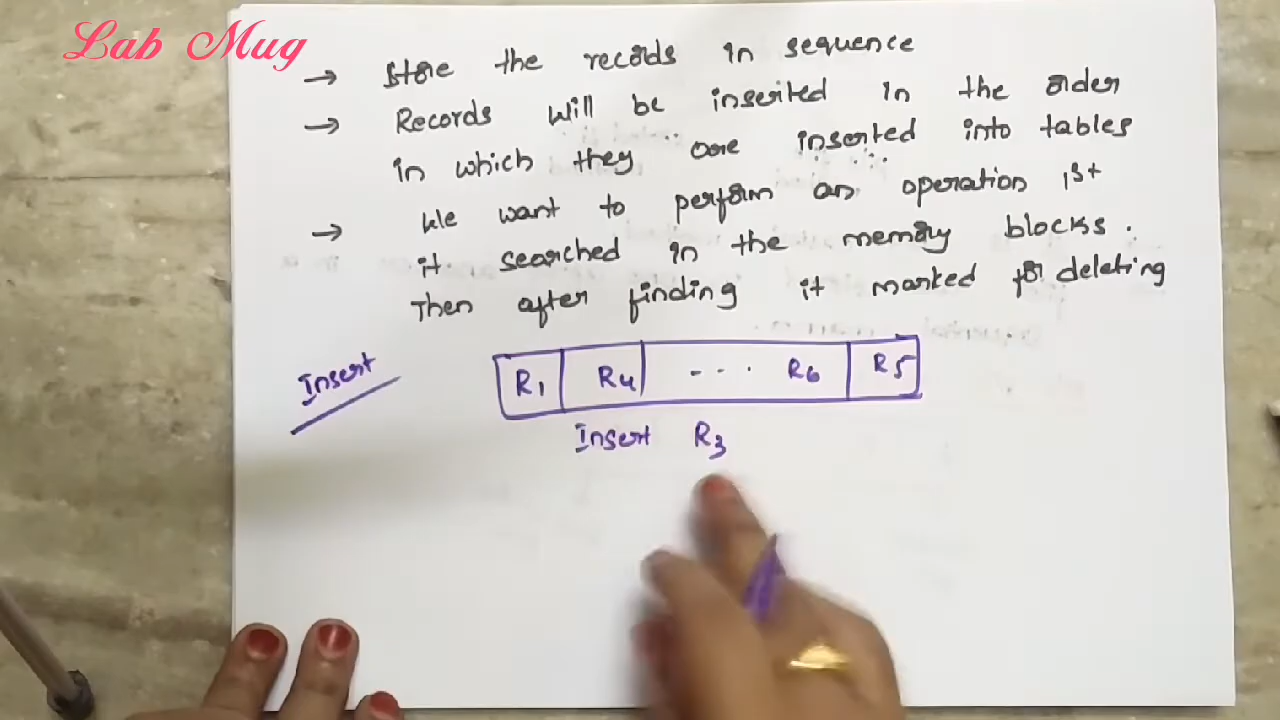 Lab Mug
→ Store the records in sequence
→ Records will be inserited in the order
in which they are inserted into tables
→ We want to perform an operation 1st
it searched in the memory blocks.
Then after finding it marked for deleting
Insert
R1 R4 ... R6 R5
Insert R3